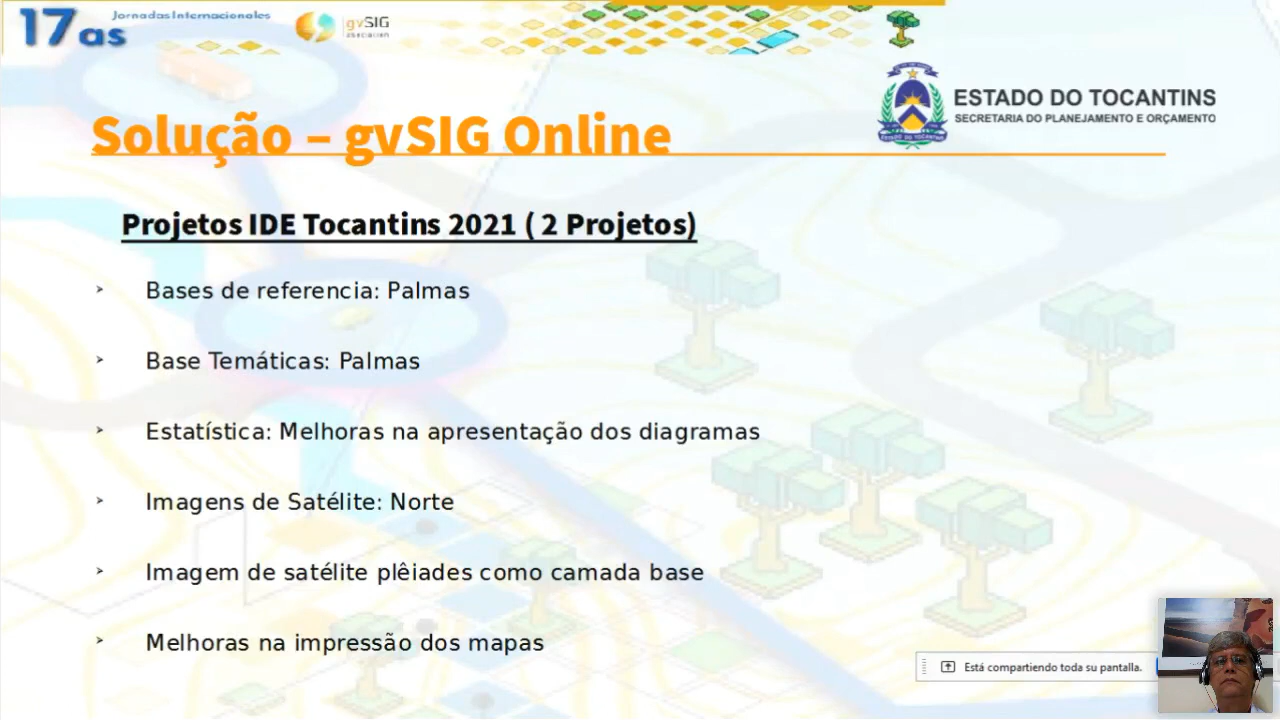 17as Jornadas Internacionales
gvSIG
ASSOCIATION
ESTADO DO TOCANTINS
SECRETARIA DO PLANEJAMENTO E ORÇAMENTO
Solução – gvSIG Online
Projetos IDE Tocantins 2021 ( 2 Projetos)
Bases de referencia: Palmas
Base Temáticas: Palmas
Estatística: Melhoras na apresentação dos diagramas
Imagens de Satélite: Norte
Imagem de satélite plêiades como camada base
Melhoras na impressão dos mapas
Está compartiendo toda su pantalla.